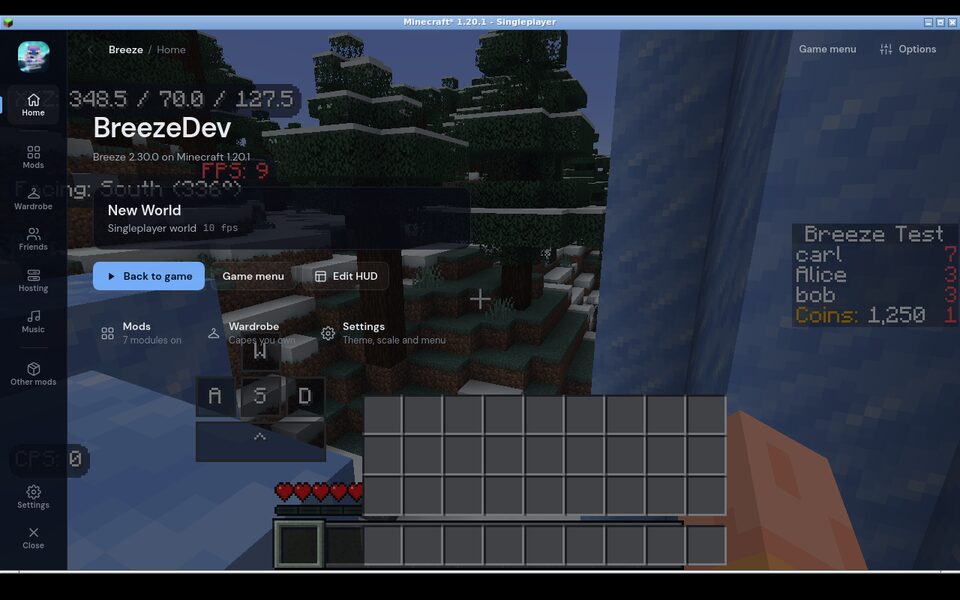 Minecraft* 1.20.1 - Singleplayer
Breeze / Home
Game menu
Options
Home
348.5 / 70.0 / 127.5
BreezeDev
Breeze 2.30.0 on Minecraft 1.20.1
FPS: 9
Mods
Facing: South (336°)
Wardrobe
New World
Singleplayer world 10 fps
Friends
Breeze Test
carl 7
Alice 3
bob 3
Coins: 1,250 1
Hosting
Back to game
Game menu
Edit HUD
Music
Mods
7 modules on
Wardrobe
Capes you own
Settings
Theme, scale and menu
W
Other mods
A
S
D
^
CPS: 0
Settings
Close